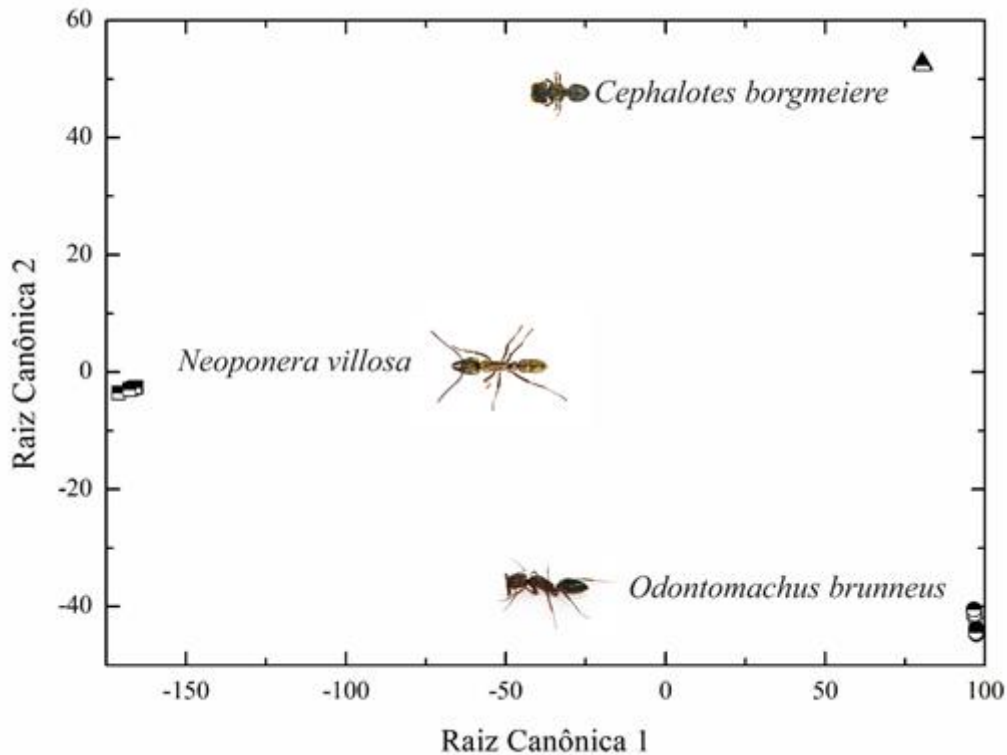 60
40
20
0
-20
-40
Raiz Canônica 2
Cephalotes borgmeiere
Neoponera villosa
Odontomachus brunneus
-150
-100
-50
0
50
100
Raiz Canônica 1